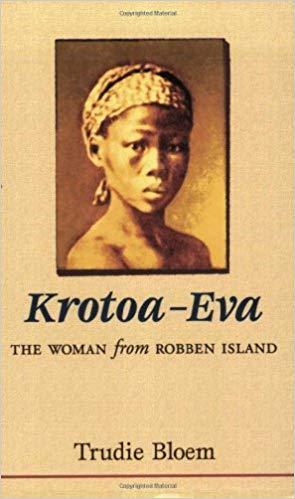 Krotoa–Eva
THE WOMAN from ROBBEN ISLAND
Trudie Bloem